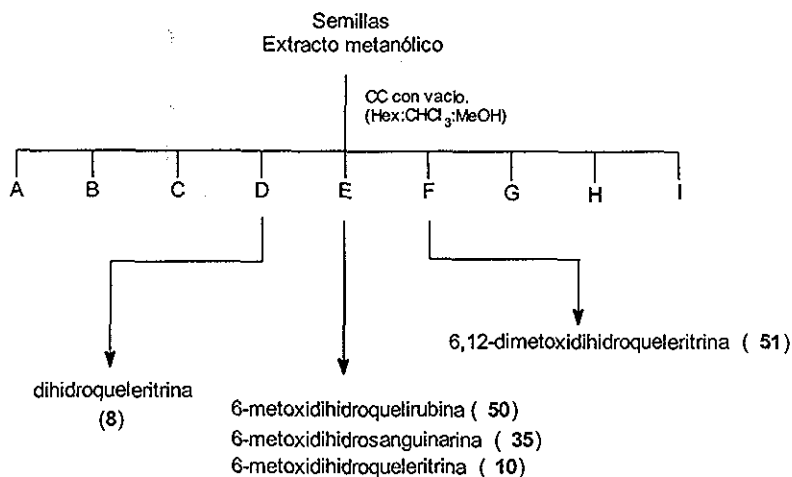 Semillas
Extracto metanólico
CC con vacio.
(Hex:CHCl3:MeOH)
A B C D E F G H I
6,12-dimetoxidihidroqueleritrina ( 51)
dihidroqueleritrina
(8)
6-metoxidihidroquelirubina ( 50)
6-metoxidihidrosanguinarina ( 35)
6-metoxidihidroqueleritrina ( 10)